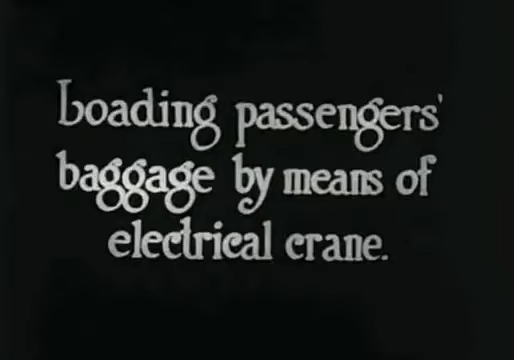 Loading passengers'
baggage by means of
electrical crane.